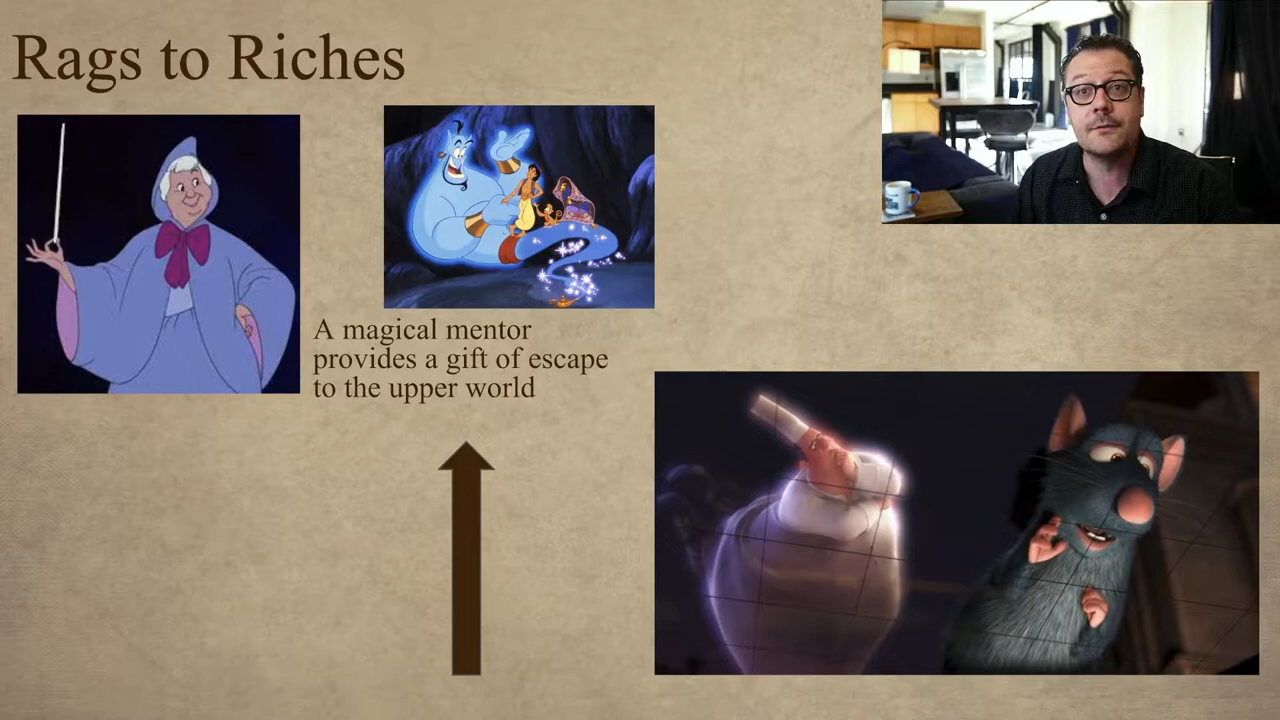 Rags to Riches
A magical mentor
provides a gift of escape
to the upper world